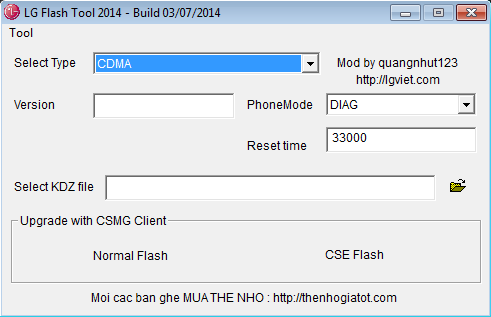 LG Flash Tool 2014 - Build 03/07/2014
Tool
Select Type CDMA Mod by quangnhut123
http://lgviet.com
Version PhoneMode DIAG
Reset time 33000
Select KDZ file
Upgrade with CSMG Client
Normal Flash CSE Flash
Moi cac ban ghe MUA THE NHO : http://thenhogiatot.com